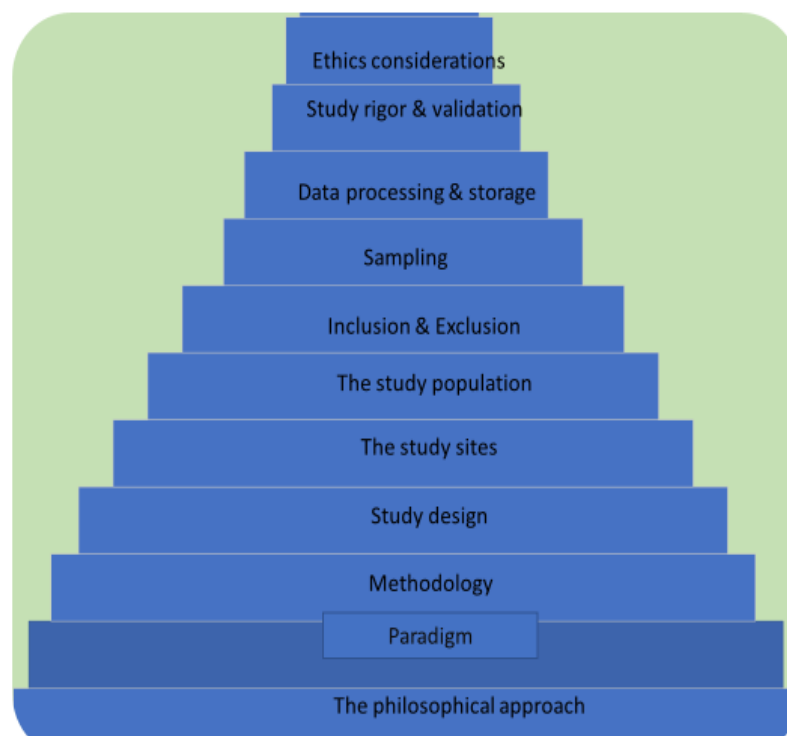 Ethics considerations
Study rigor & validation
Data processing & storage
Sampling
Inclusion & Exclusion
The study population
The study sites
Study design
Methodology
Paradigm
The philosophical approach